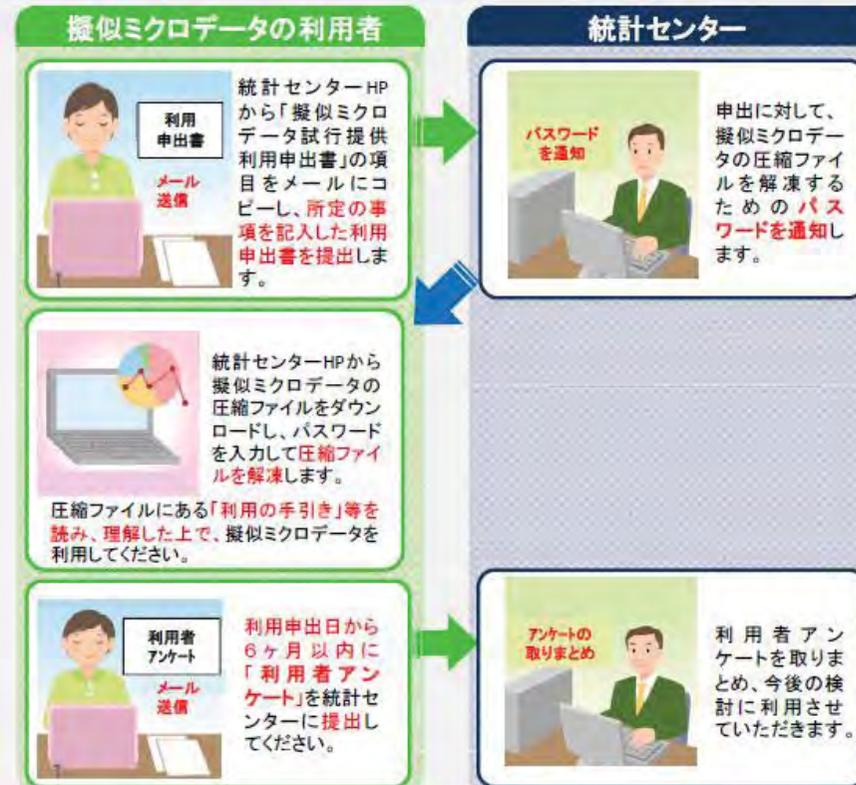 擬似ミクロデータの利用者
統計センター
利用
申出書
メール
送信
統計センターHP
から「擬似ミクロ
データ試行提供
利用申出書」の項
目をメールにコ
ピーし、所定の事
項を記入した利用
申出書を提出しま
す。
パスワード
を通知
申出に対して、
擬似ミクロデー
タの圧縮ファイ
ルを解凍する
ためのパス
ワードを通知し
ます。
統計センターHPから
擬似ミクロデータの
圧縮ファイルをダウン
ロードし、パスワード
を入力して圧縮ファイ
ルを解凍します。
圧縮ファイルにある「利用の手引き」等を
読み、理解した上で、擬似ミクロデータを
利用してください。
利用者
アンケート
メール
送信
利用申出日から
6ヶ月以内に
「利用者アン
ケート」を統計セ
ンターに提出し
てください。
アンケートの
取りまとめ
利用者アン
ケートを取りま
とめ、今後の検
討に利用させ
ていただきます。